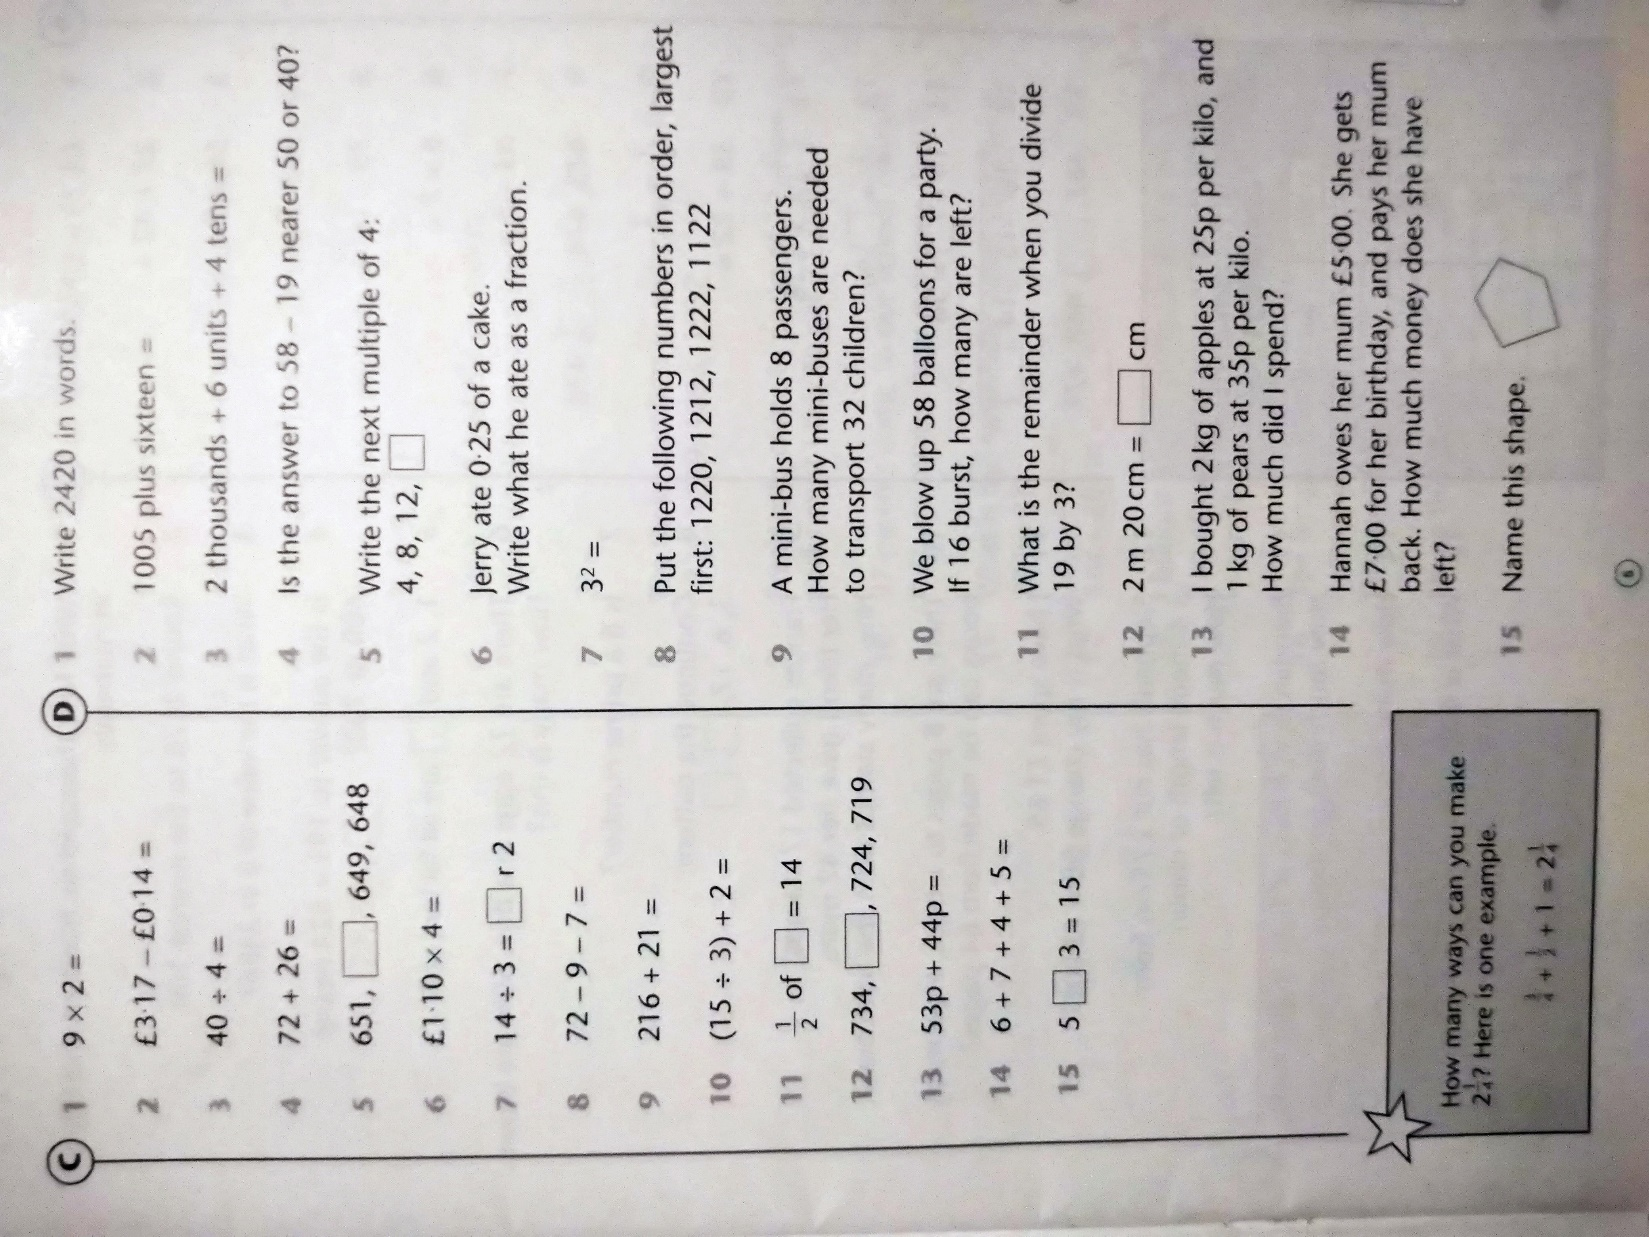 C
1 9 × 2 =
2 £3·17 – £0·14 =
3 40 ÷ 4 =
4 72 + 26 =
5 651, □, 649, 648
6 £1·10 × 4 =
7 14 ÷ 3 = □ r 2
8 72 – 9 – 7 =
9 216 + 21 =
10 (15 ÷ 3) + 2 =
11 1/2 of □ = 14
12 734, □, 724, 719
13 53p + 44p =
14 6 + 7 + 4 + 5 =
15 5 □ 3 = 15
How many ways can you make
2 1/4? Here is one example.
3/4 + 1/2 + 1 = 2 1/4
D
1 Write 2420 in words.
2 1005 plus sixteen =
3 2 thousands + 6 units + 4 tens =
4 Is the answer to 58 – 19 nearer 50 or 40?
5 Write the next multiple of 4:
4, 8, 12, □
6 Jerry ate 0·25 of a cake.
Write what he ate as a fraction.
7 3² =
8 Put the following numbers in order, largest
first: 1220, 1212, 1222, 1122
9 A mini-bus holds 8 passengers.
How many mini-buses are needed
to transport 32 children?
10 We blow up 58 balloons for a party.
If 16 burst, how many are left?
11 What is the remainder when you divide
19 by 3?
12 2 m 20 cm = □ cm
13 I bought 2 kg of apples at 25p per kilo, and
1 kg of pears at 35p per kilo.
How much did I spend?
14 Hannah owes her mum £5·00. She gets
£7·00 for her birthday, and pays her mum
back. How much money does she have
left?
15 Name this shape.